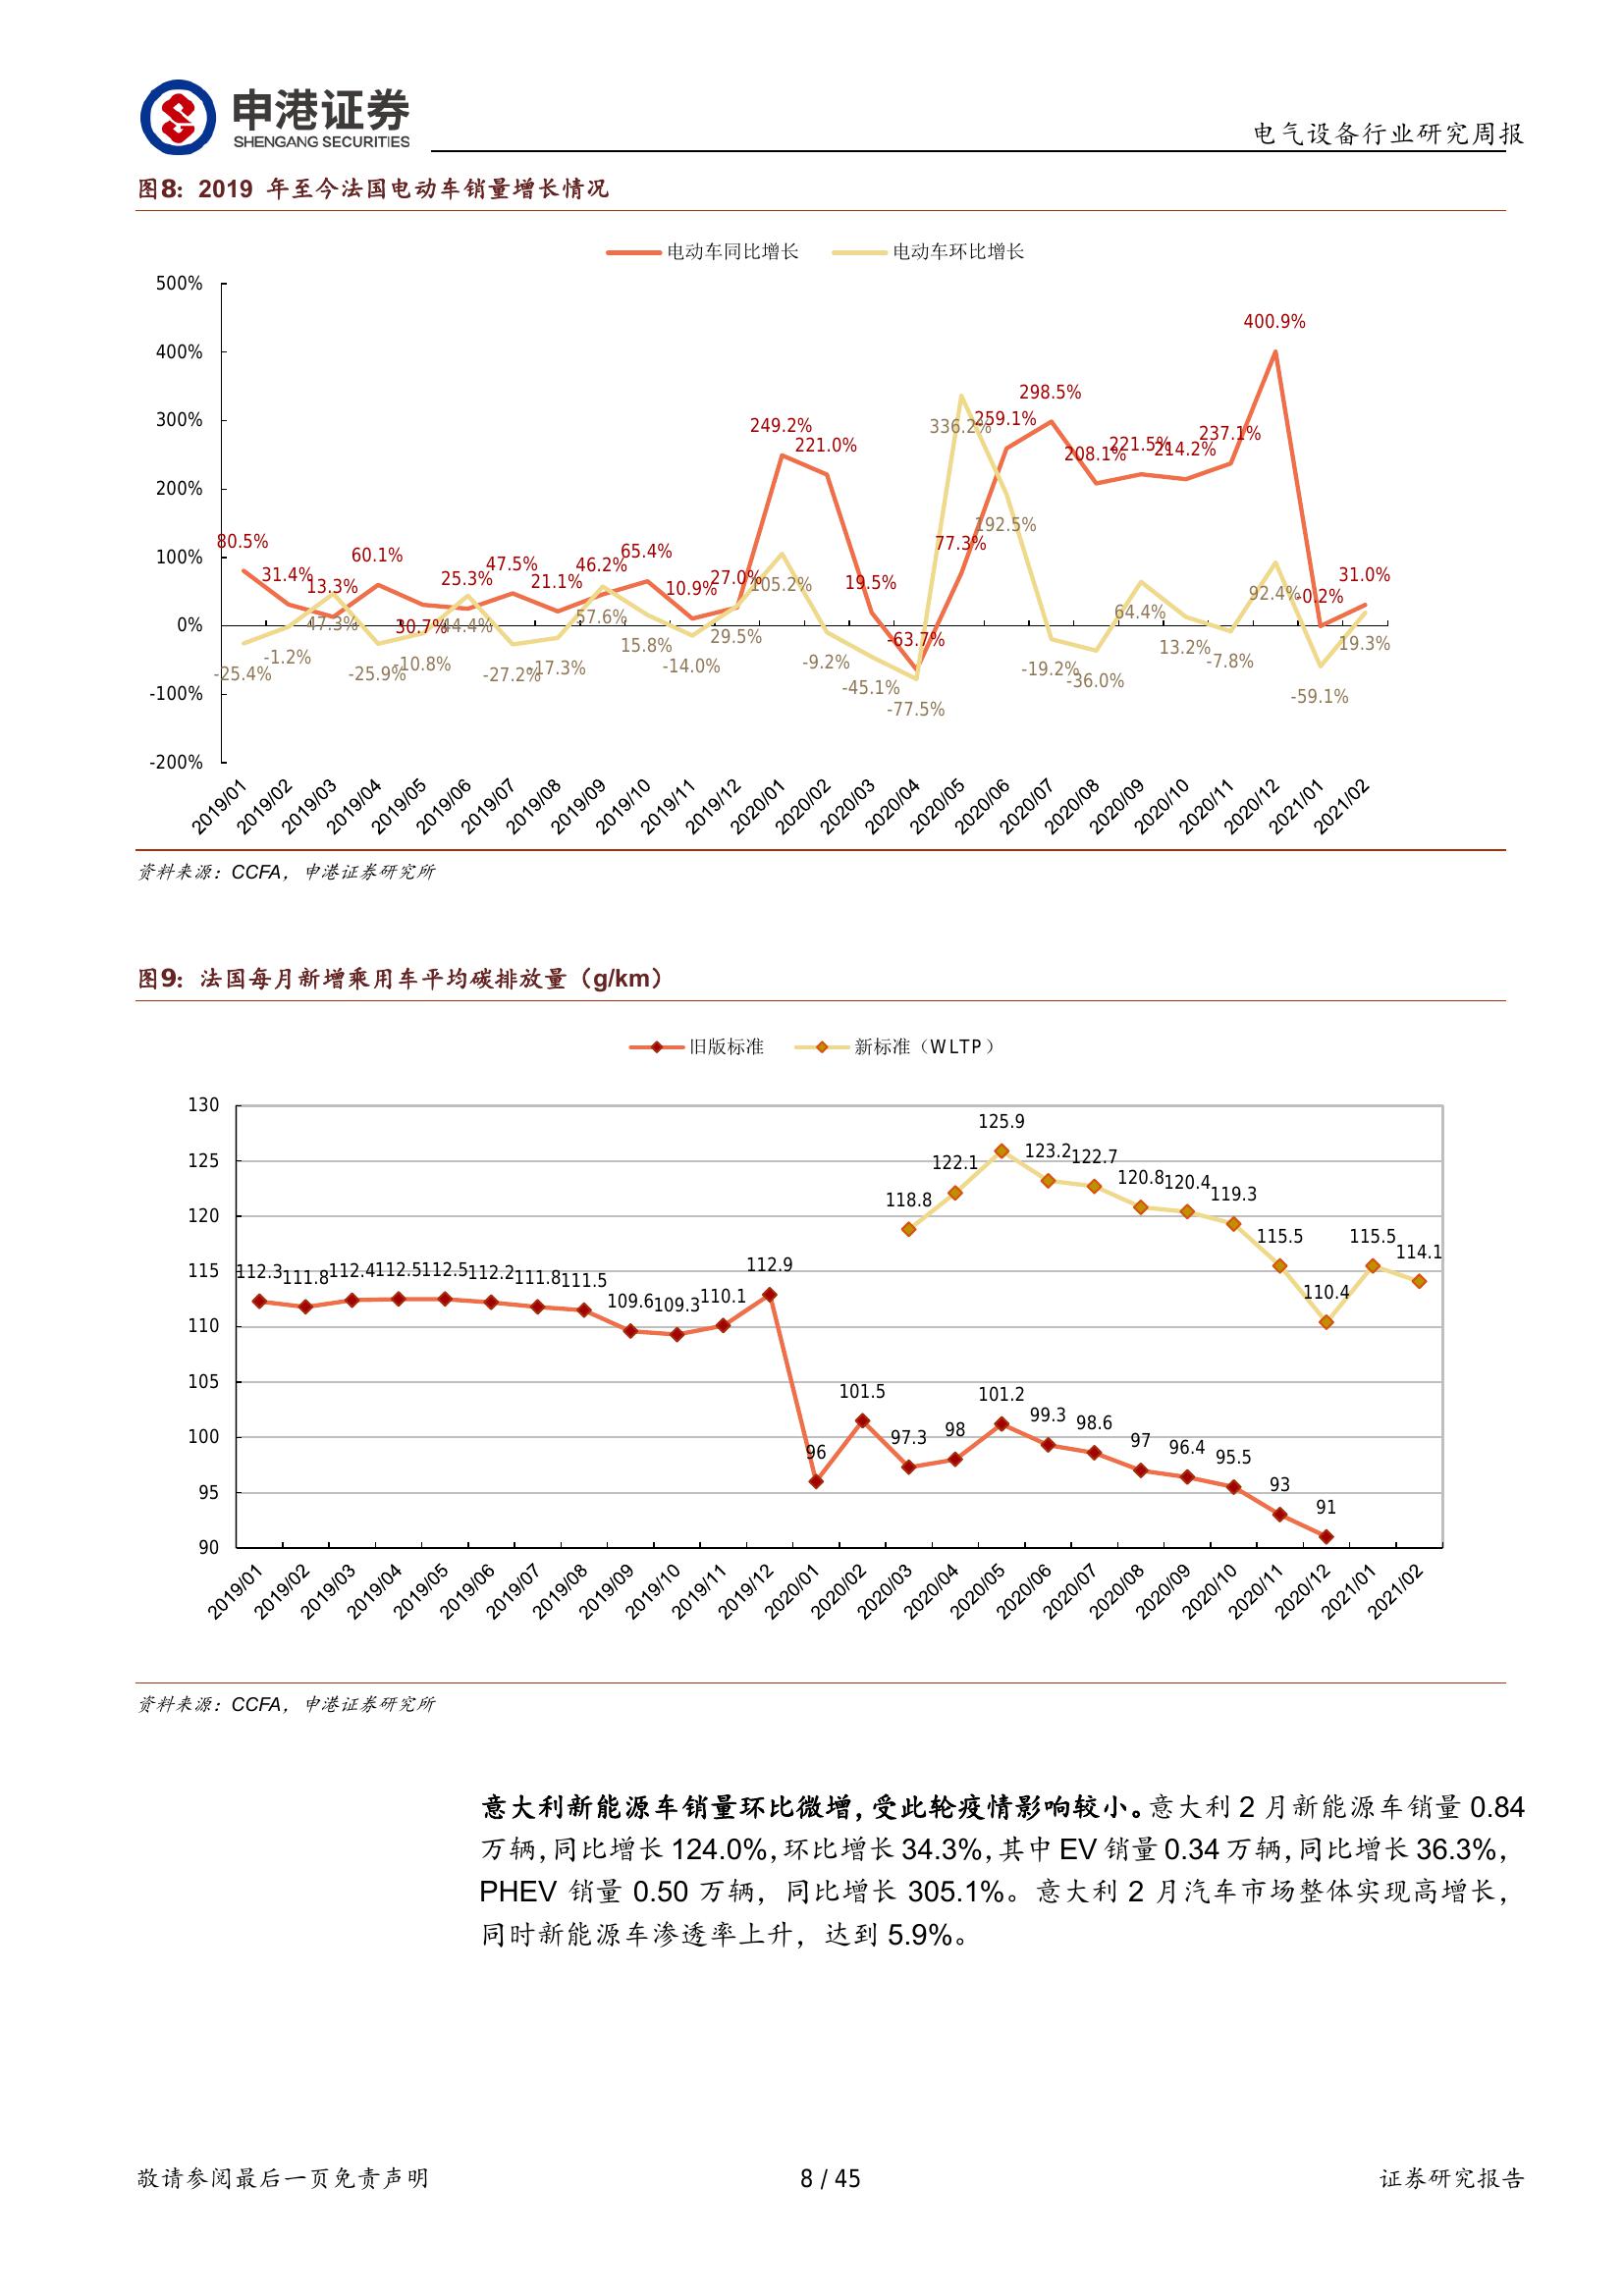 申港证券
SHENGANG SECURITIES
电气设备行业研究周报
图8: 2019 年至今法国电动车销量增长情况
电动车同比增长 电动车环比增长
500%
400%
300%
200%
100%
0%
-100%
-200%
80.5% 31.4% 13.3% 60.1% 30.7% 25.3% 47.5% 21.1% 46.2% 65.4% 10.9% 27.0% 249.2% 221.0% 19.5% -63.7% 77.3% 259.1% 298.5% 208.1% 221.5% 214.2% 237.1% 400.9% -0.2% 31.0%
-25.4% -1.2% 47.3% -25.9% -10.8% 44.4% -27.2% -17.3% 57.6% 15.8% -14.0% 29.5% 105.2% -9.2% -45.1% -77.5% 336.2% 192.5% -19.2% -36.0% 64.4% 13.2% -7.8% 92.4% -59.1% 19.3%
2019/01 2019/02 2019/03 2019/04 2019/05 2019/06 2019/07 2019/08 2019/09 2019/10 2019/11 2019/12 2020/01 2020/02 2020/03 2020/04 2020/05 2020/06 2020/07 2020/08 2020/09 2020/10 2020/11 2020/12 2021/01 2021/02
资料来源：CCFA，申港证券研究所
图9: 法国每月新增乘用车平均碳排放量（g/km）
旧版标准 新标准（WLTP）
130
125
120
115
110
105
100
95
90
118.8 122.1 125.9 123.2 122.7 120.8 120.4 119.3 115.5 110.4 115.5 114.1
112.3 111.8 112.4 112.5 112.5 112.2 111.8 111.5 109.6 109.3 110.1 112.9 96 101.5 97.3 98 101.2 99.3 98.6 97 96.4 95.5 93 91
2019/01 2019/02 2019/03 2019/04 2019/05 2019/06 2019/07 2019/08 2019/09 2019/10 2019/11 2019/12 2020/01 2020/02 2020/03 2020/04 2020/05 2020/06 2020/07 2020/08 2020/09 2020/10 2020/11 2020/12 2021/01 2021/02
资料来源：CCFA，申港证券研究所
意大利新能源车销量环比微增，受此轮疫情影响较小。意大利 2 月新能源车销量 0.84
万辆，同比增长 124.0%，环比增长 34.3%，其中 EV 销量 0.34 万辆，同比增长 36.3%，
PHEV 销量 0.50 万辆，同比增长 305.1%。意大利 2 月汽车市场整体实现高增长，
同时新能源车渗透率上升，达到 5.9%。
敬请参阅最后一页免责声明 8 / 45 证券研究报告